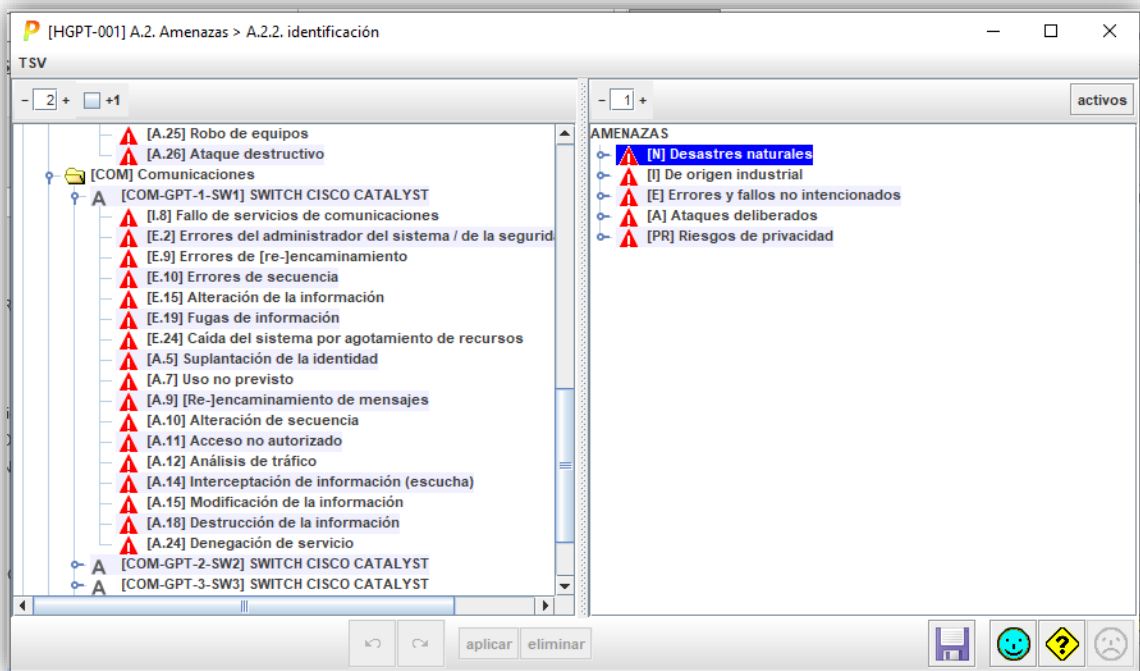 P [HGPT-001] A.2. Amenazas > A.2.2. identificación
TSV
- 2 + +1
- 1 + activos
[A.25] Robo de equipos
[A.26] Ataque destructivo
[COM] Comunicaciones
A [COM-GPT-1-SW1] SWITCH CISCO CATALYST
[I.8] Fallo de servicios de comunicaciones
[E.2] Errores del administrador del sistema / de la segurid
[E.9] Errores de [re-]encaminamiento
[E.10] Errores de secuencia
[E.15] Alteración de la información
[E.19] Fugas de información
[E.24] Caída del sistema por agotamiento de recursos
[A.5] Suplantación de la identidad
[A.7] Uso no previsto
[A.9] [Re-]encaminamiento de mensajes
[A.10] Alteración de secuencia
[A.11] Acceso no autorizado
[A.12] Análisis de tráfico
[A.14] Interceptación de información (escucha)
[A.15] Modificación de la información
[A.18] Destrucción de la información
[A.24] Denegación de servicio
A [COM-GPT-2-SW2] SWITCH CISCO CATALYST
A [COM-GPT-3-SW3] SWITCH CISCO CATALYST
AMENAZAS
[N] Desastres naturales
[I] De origen industrial
[E] Errores y fallos no intencionados
[A] Ataques deliberados
[PR] Riesgos de privacidad
aplicar eliminar
?